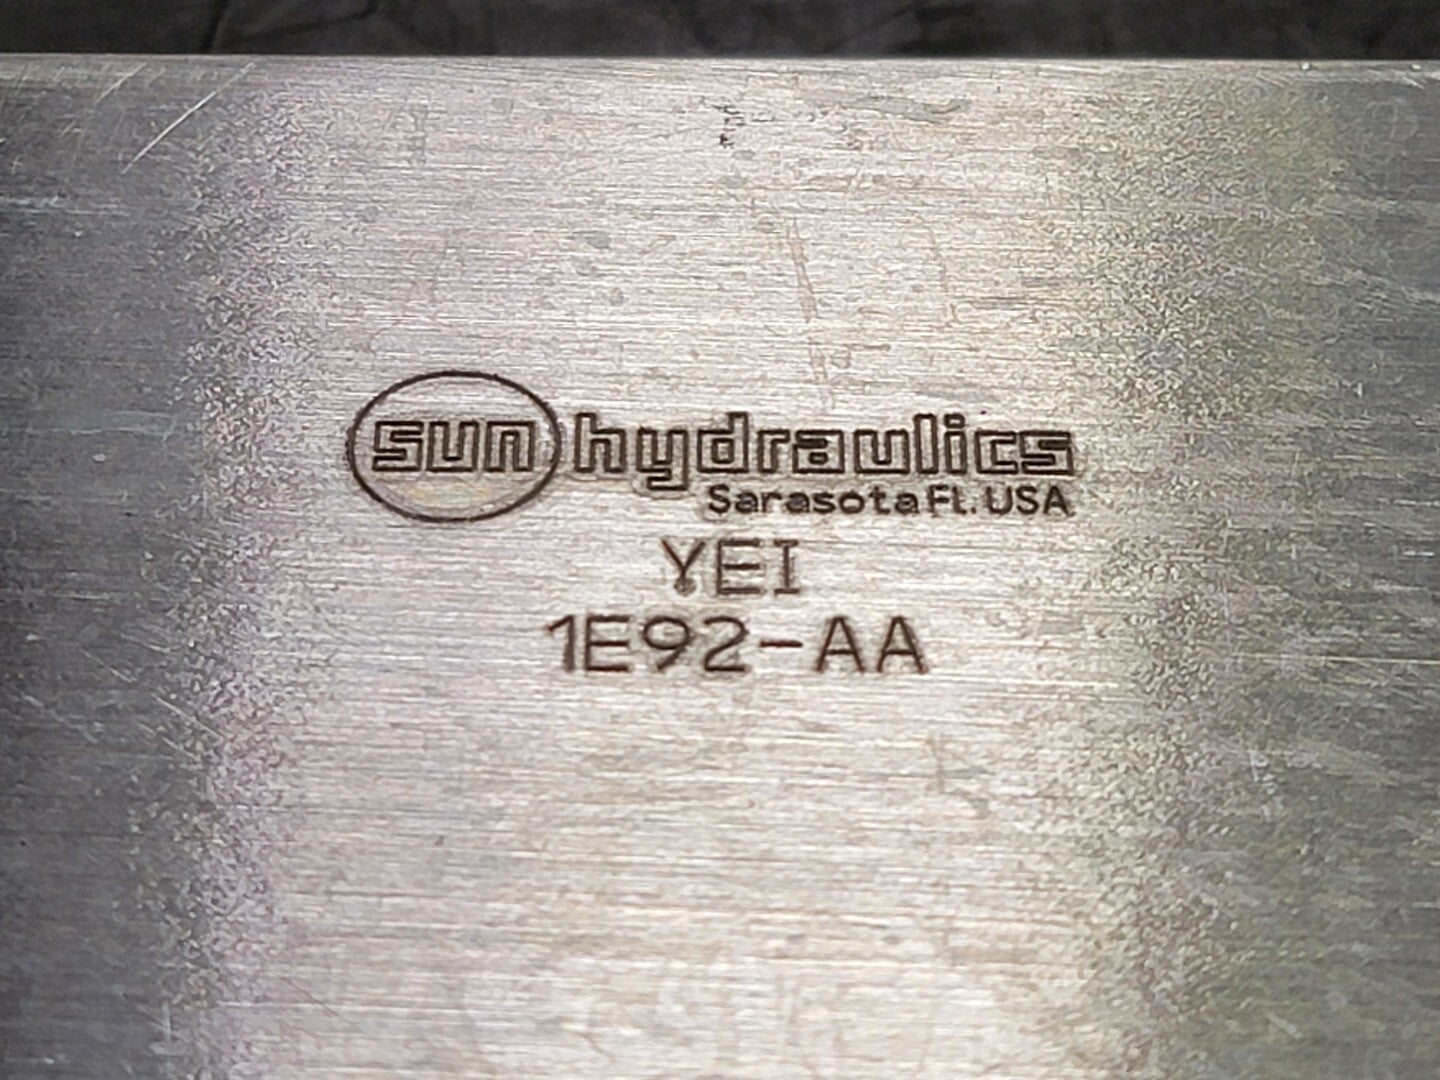 sun hydraulics
Sarasota Fl. USA
YEI
1E92-AA